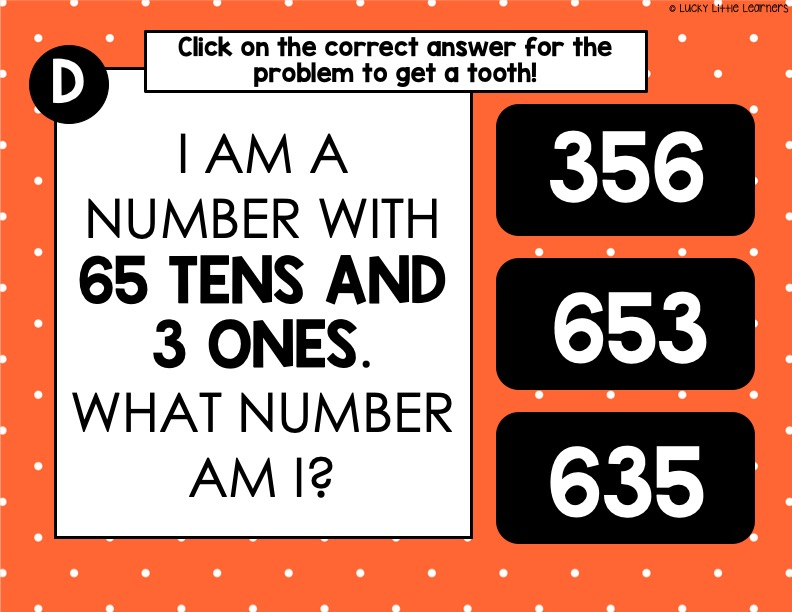 © Lucky Little Learners
Click on the correct answer for the
problem to get a tooth!
D
I AM A
NUMBER WITH
65 TENS AND
3 ONES.
WHAT NUMBER
AM I?
356
653
635